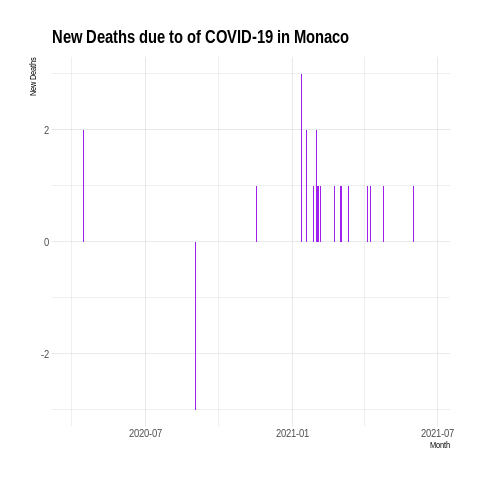 New Deaths due to of COVID-19 in Monaco
New Deaths
2
0
-2
2020-07
2021-01
2021-07
Month